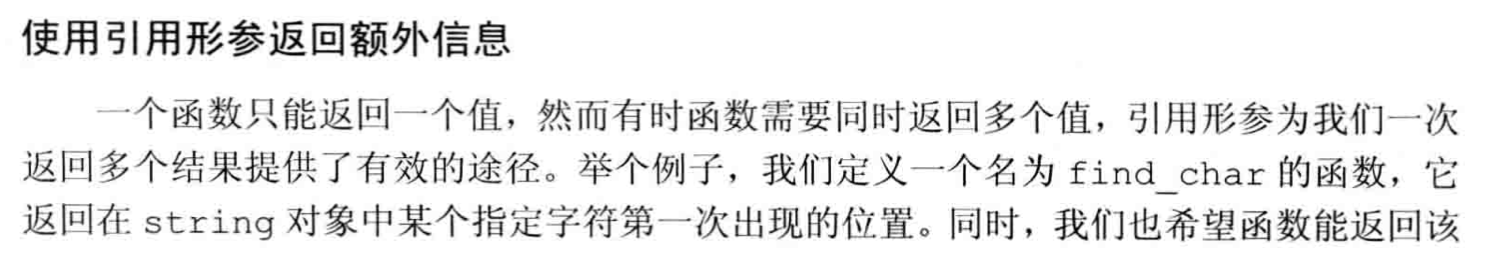 使用引用形参返回额外信息
一个函数只能返回一个值，然而有时函数需要同时返回多个值，引用形参为我们一次
返回多个结果提供了有效的途径。举个例子，我们定义一个名为 find_char 的函数，它
返回在 string 对象中某个指定字符第一次出现的位置。同时，我们也希望函数能返回该